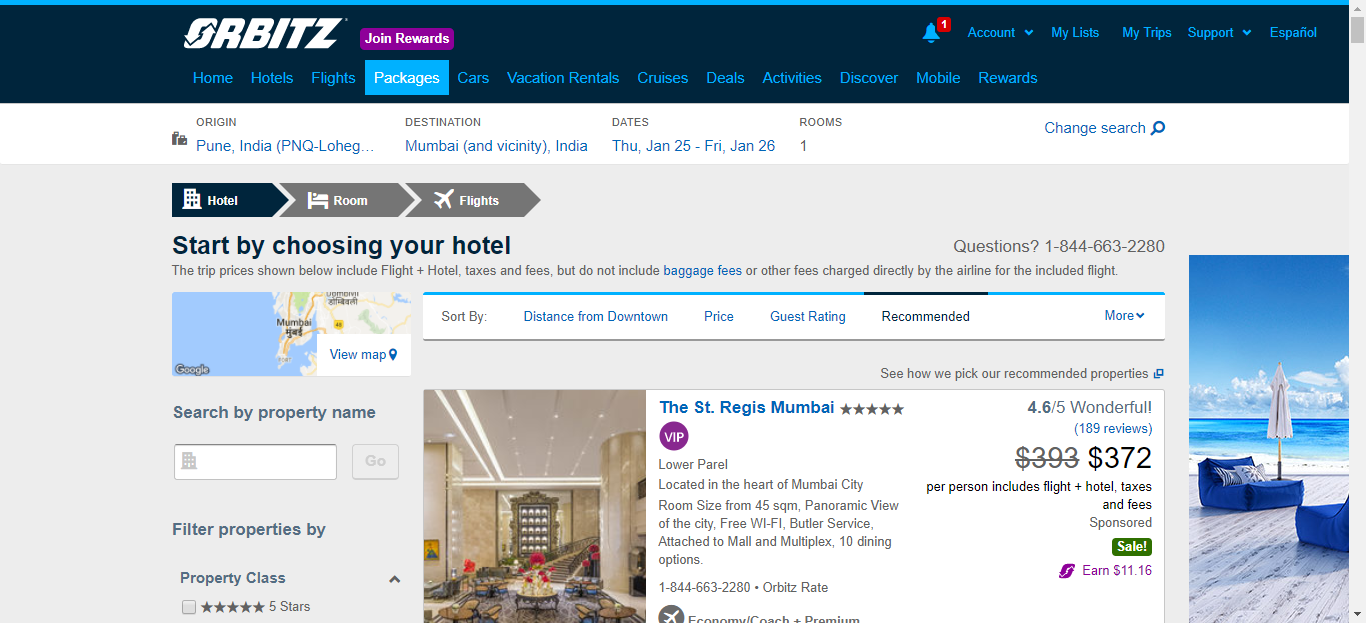 ORBITZ
Join Rewards
1
Account
My Lists
My Trips
Support
Español
Home
Hotels
Flights
Packages
Cars
Vacation Rentals
Cruises
Deals
Activities
Discover
Mobile
Rewards
ORIGIN
Pune, India (PNQ-Loheg…
DESTINATION
Mumbai (and vicinity), India
DATES
Thu, Jan 25 - Fri, Jan 26
ROOMS
1
Change search
Hotel
Room
Flights
Start by choosing your hotel
Questions? 1-844-663-2280
The trip prices shown below include Flight + Hotel, taxes and fees, but do not include baggage fees or other fees charged directly by the airline for the included flight.
Dombivli
डोम्बिवली
Mumbai
मुंबई
48
Google
View map
Sort By:
Distance from Downtown
Price
Guest Rating
Recommended
More
See how we pick our recommended properties
Search by property name
Go
Filter properties by
Property Class
5 Stars
The St. Regis Mumbai
VIP
Lower Parel
Located in the heart of Mumbai City
Room Size from 45 sqm, Panoramic View
of the city, Free WI-FI, Butler Service,
Attached to Mall and Multiplex, 10 dining
options.
1-844-663-2280 • Orbitz Rate
Economy/Coach + Premium
4.6/5 Wonderful!
(189 reviews)
$393 $372
per person includes flight + hotel, taxes
and fees
Sponsored
Sale!
Earn $11.16